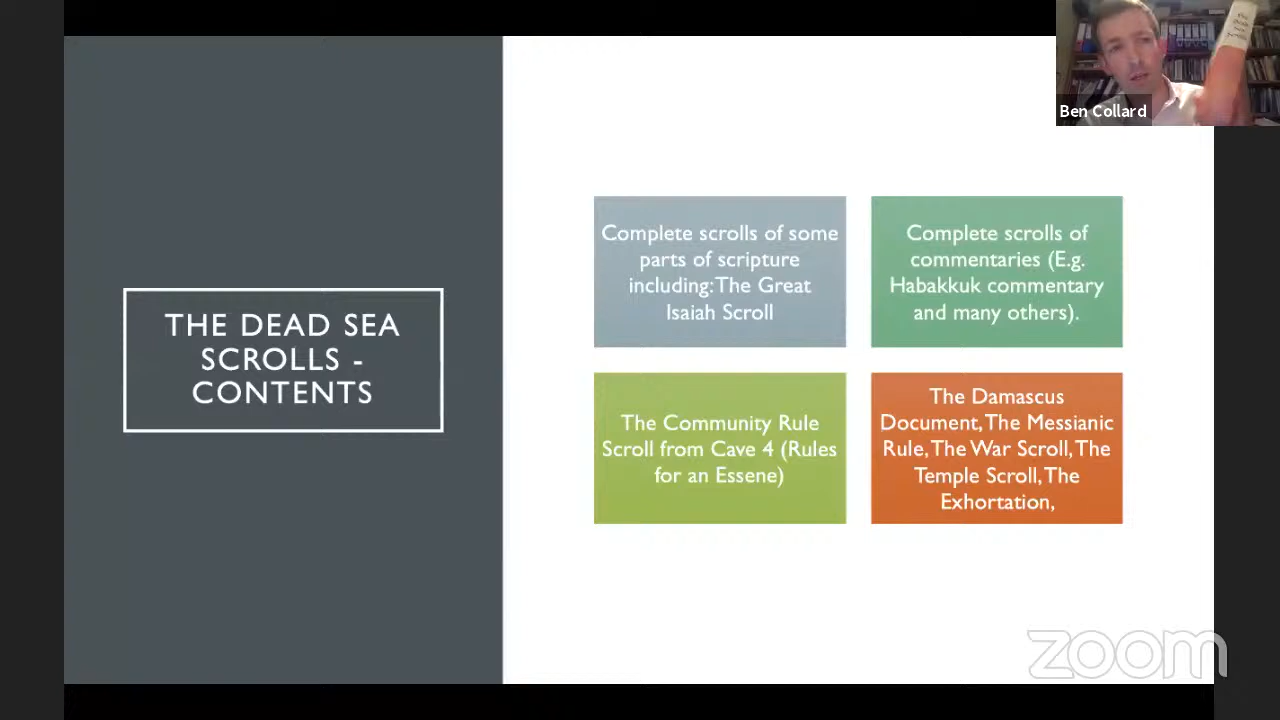 Ben Collard
THE DEAD SEA
SCROLLS -
CONTENTS
Complete scrolls of some
parts of scripture
including: The Great
Isaiah Scroll
Complete scrolls of
commentaries (E.g.
Habakkuk commentary
and many others).
The Community Rule
Scroll from Cave 4 (Rules
for an Essene)
The Damascus
Document, The Messianic
Rule, The War Scroll, The
Temple Scroll, The
Exhortation,
zoom